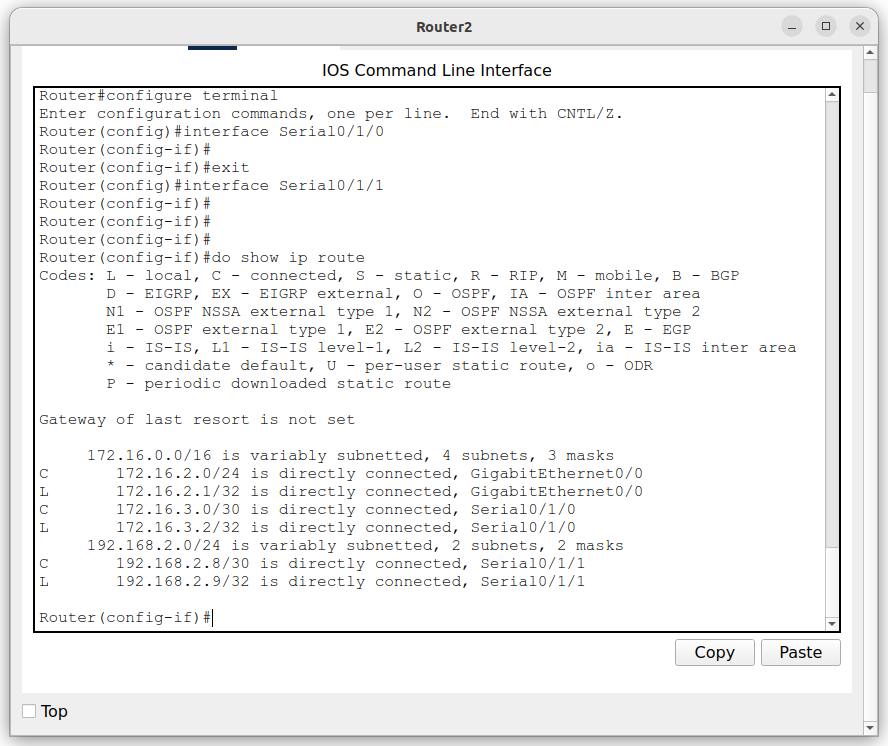 Router2
IOS Command Line Interface
Router#configure terminal
Enter configuration commands, one per line.  End with CNTL/Z.
Router(config)#interface Serial0/1/0
Router(config-if)#
Router(config-if)#exit
Router(config)#interface Serial0/1/1
Router(config-if)#
Router(config-if)#
Router(config-if)#
Router(config-if)#do show ip route
Codes: L - local, C - connected, S - static, R - RIP, M - mobile, B - BGP
       D - EIGRP, EX - EIGRP external, O - OSPF, IA - OSPF inter area
       N1 - OSPF NSSA external type 1, N2 - OSPF NSSA external type 2
       E1 - OSPF external type 1, E2 - OSPF external type 2, E - EGP
       i - IS-IS, L1 - IS-IS level-1, L2 - IS-IS level-2, ia - IS-IS inter area
       * - candidate default, U - per-user static route, o - ODR
       P - periodic downloaded static route
Gateway of last resort is not set
     172.16.0.0/16 is variably subnetted, 4 subnets, 3 masks
C       172.16.2.0/24 is directly connected, GigabitEthernet0/0
L       172.16.2.1/32 is directly connected, GigabitEthernet0/0
C       172.16.3.0/30 is directly connected, Serial0/1/0
L       172.16.3.2/32 is directly connected, Serial0/1/0
     192.168.2.0/24 is variably subnetted, 2 subnets, 2 masks
C       192.168.2.8/30 is directly connected, Serial0/1/1
L       192.168.2.9/32 is directly connected, Serial0/1/1
Router(config-if)#
Copy Paste
Top